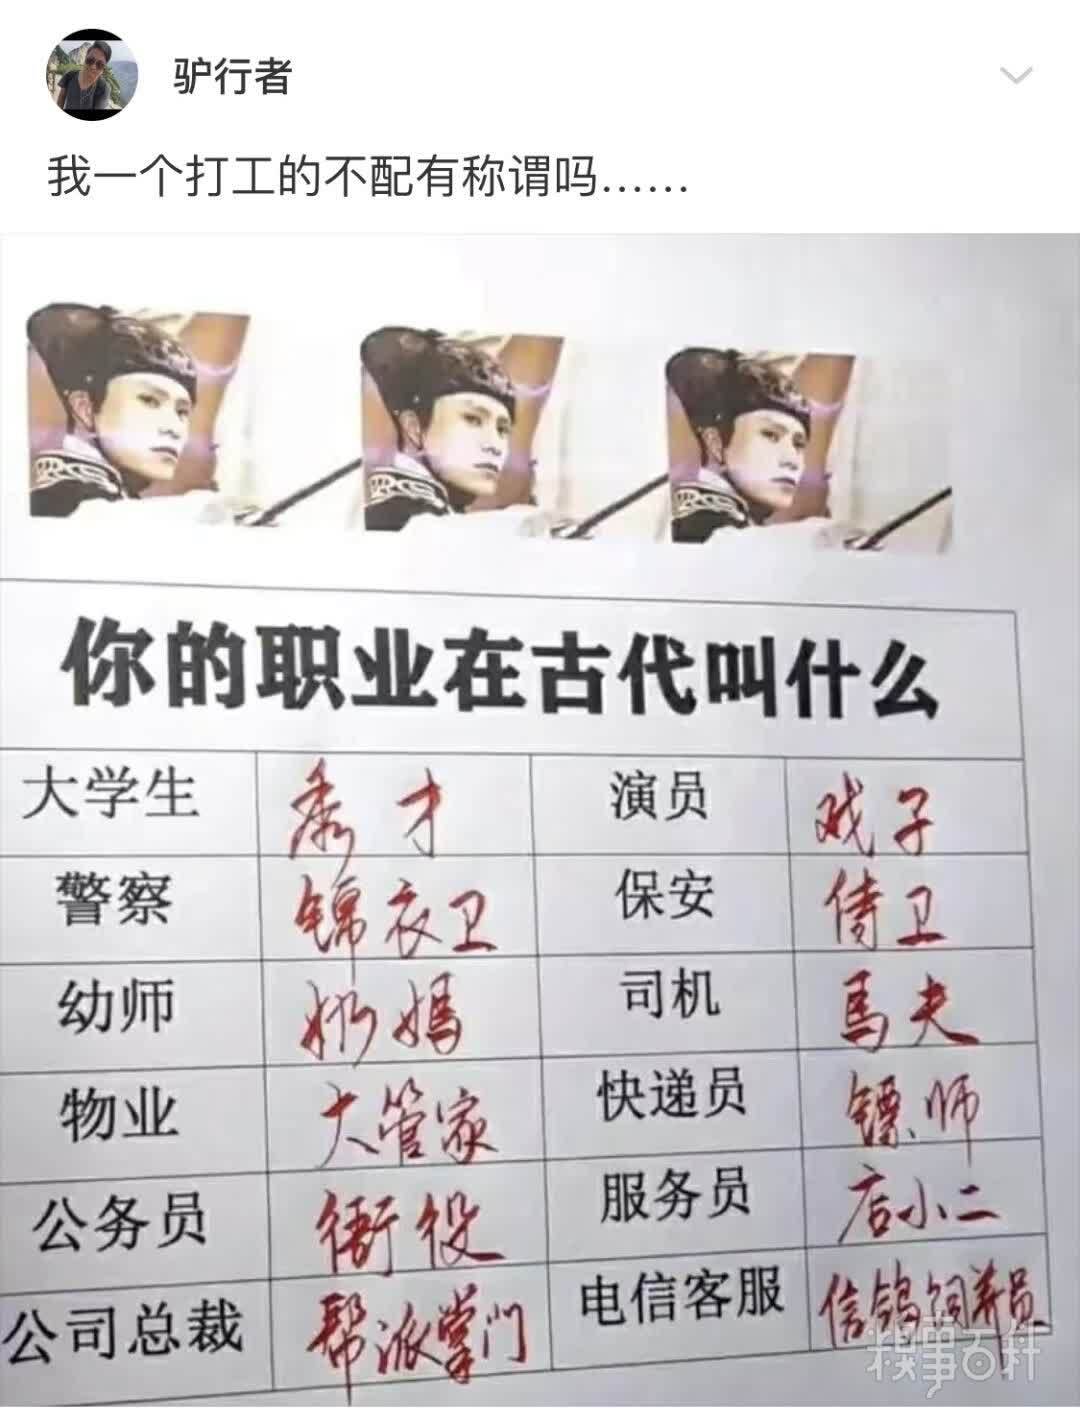 驴行者
我一个打工的不配有称谓吗……
你的职业在古代叫什么
大学生 秀才 演员 戏子
警察 锦衣卫 保安 侍卫
幼师 奶妈 司机 馬夫
物业 大管家 快递员 镖师
公务员 衙役 服务员 店小二
公司总裁 帮派掌门 电信客服 信鸽饲养员
糗事百科